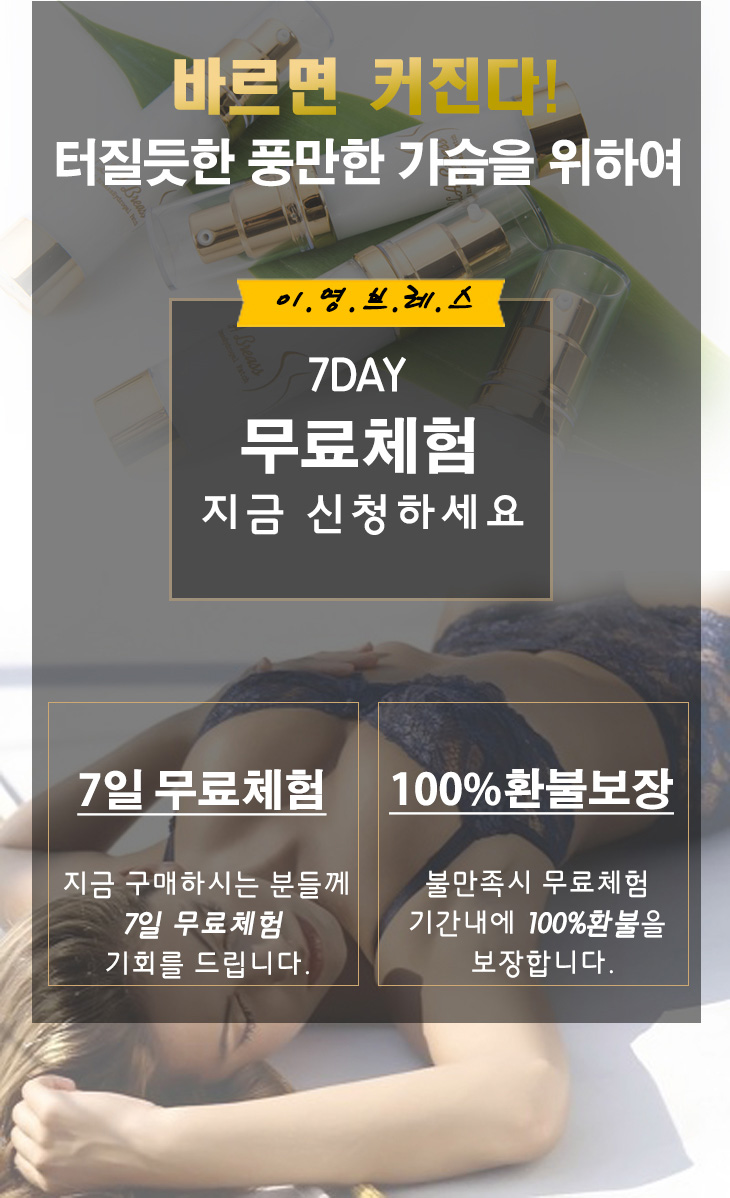 바르면 커진다!
터질듯한 풍만한 가슴을 위하여
이.영.브.레.스
7DAY
무료체험
지금 신청하세요
7일 무료체험
지금 구매하시는 분들께
7일 무료체험
기회를 드립니다.
100%환불보장
불만족시 무료체험
기간내에 100%환불을
보장합니다.